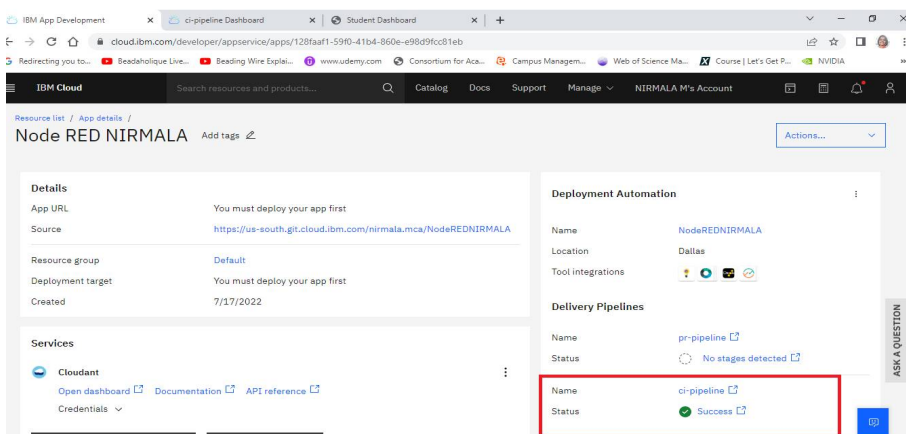 IBM App Development
ci-pipeline Dashboard
Student Dashboard
cloud.ibm.com/developer/appservice/apps/128faaf1-59f0-41b4-860e-e98d9fcc81eb
Redirecting you to...
Beadaholique Live...
Beading Wire Explai...
www.udemy.com
Consortium for Aca...
Campus Managem...
Web of Science Ma...
Course | Let's Get P...
NVIDIA
IBM Cloud
Search resources and products...
Catalog
Docs
Support
Manage
NIRMALA M's Account
Resource list / App details /
Node RED NIRMALA
Add tags
Actions...
Details
App URL You must deploy your app first
Source https://us-south.git.cloud.ibm.com/nirmala.mca/NodeREDNIRMALA
Resource group Default
Deployment target You must deploy your app first
Created 7/17/2022
Services
Cloudant
Open dashboard Documentation API reference
Credentials
Deployment Automation
Name NodeREDNIRMALA
Location Dallas
Tool integrations
Delivery Pipelines
Name pr-pipeline
Status No stages detected
Name ci-pipeline
Status Success
ASK A QUESTION